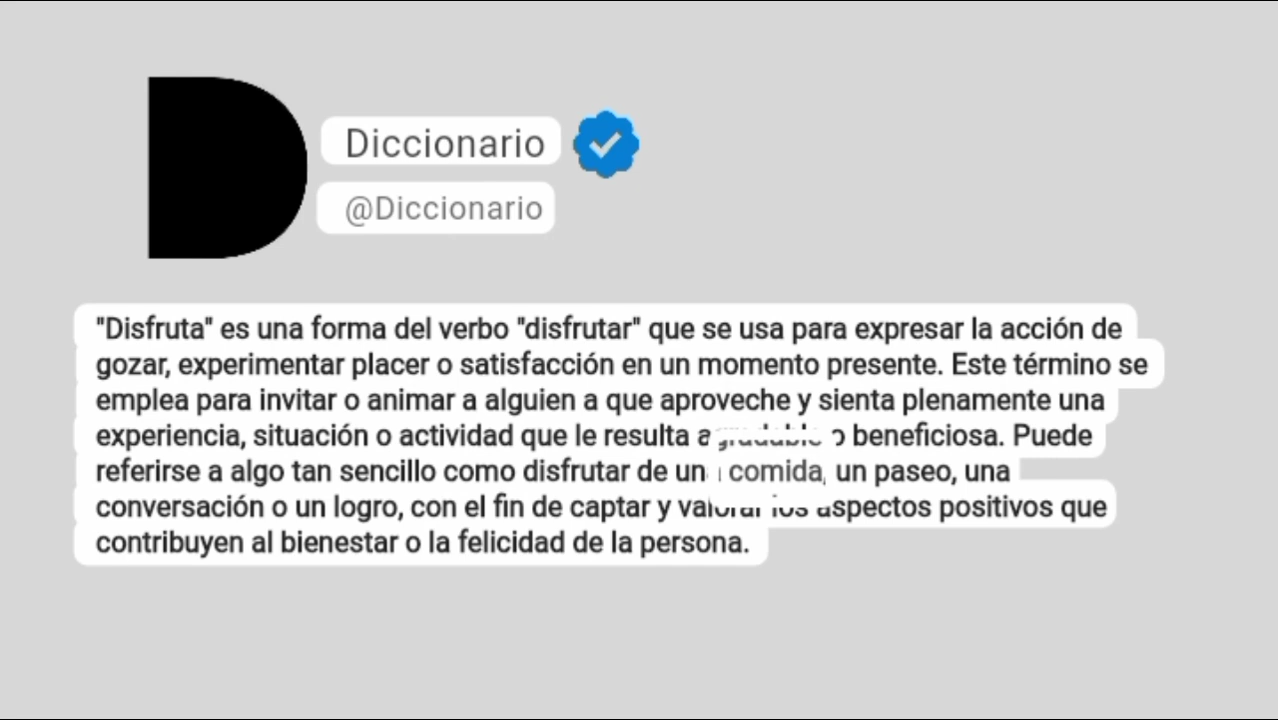 Diccionario
@Diccionario
"Disfruta" es una forma del verbo "disfrutar" que se usa para expresar la acción de
gozar, experimentar placer o satisfacción en un momento presente. Este término se
emplea para invitar o animar a alguien a que aproveche y sienta plenamente una
experiencia, situación o actividad que le resulta agradable o beneficiosa. Puede
referirse a algo tan sencillo como disfrutar de una comida, un paseo, una
conversación o un logro, con el fin de captar y valorar los aspectos positivos que
contribuyen al bienestar o la felicidad de la persona.